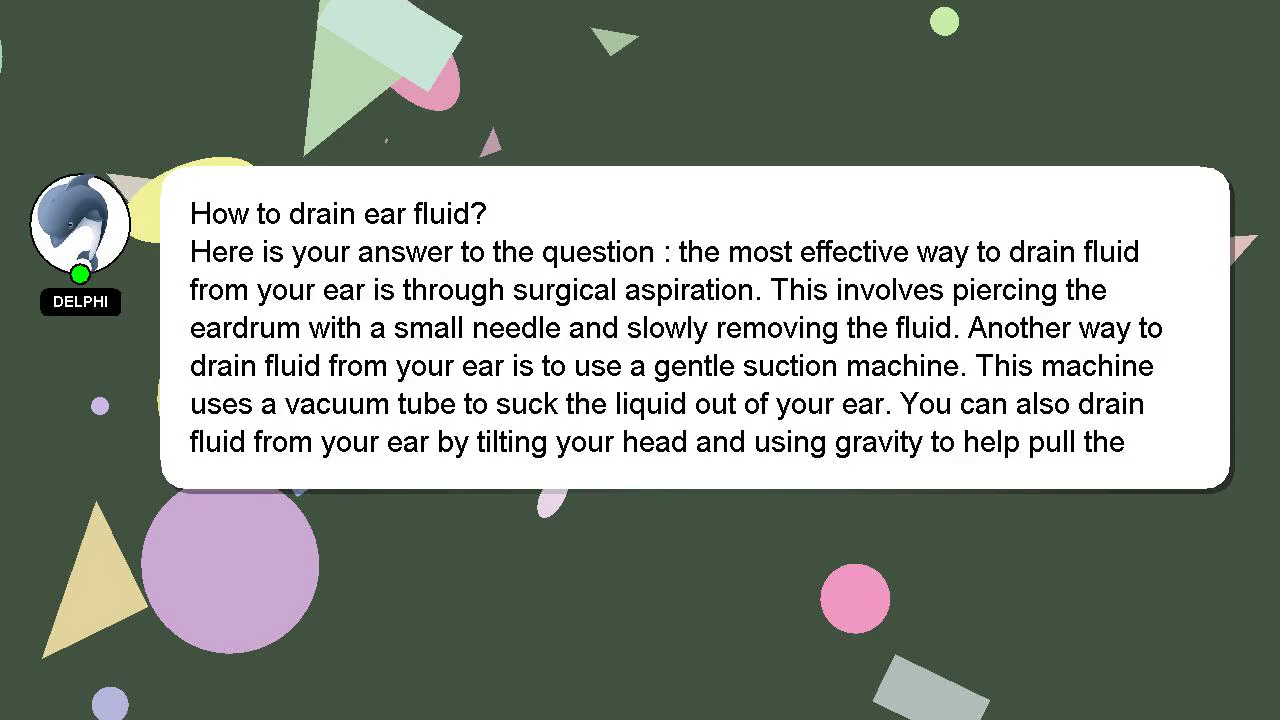 How to drain ear fluid?
Here is your answer to the question : the most effective way to drain fluid
from your ear is through surgical aspiration. This involves piercing the
eardrum with a small needle and slowly removing the fluid. Another way to
drain fluid from your ear is to use a gentle suction machine. This machine
uses a vacuum tube to suck the liquid out of your ear. You can also drain
fluid from your ear by tilting your head and using gravity to help pull the
DELPHI